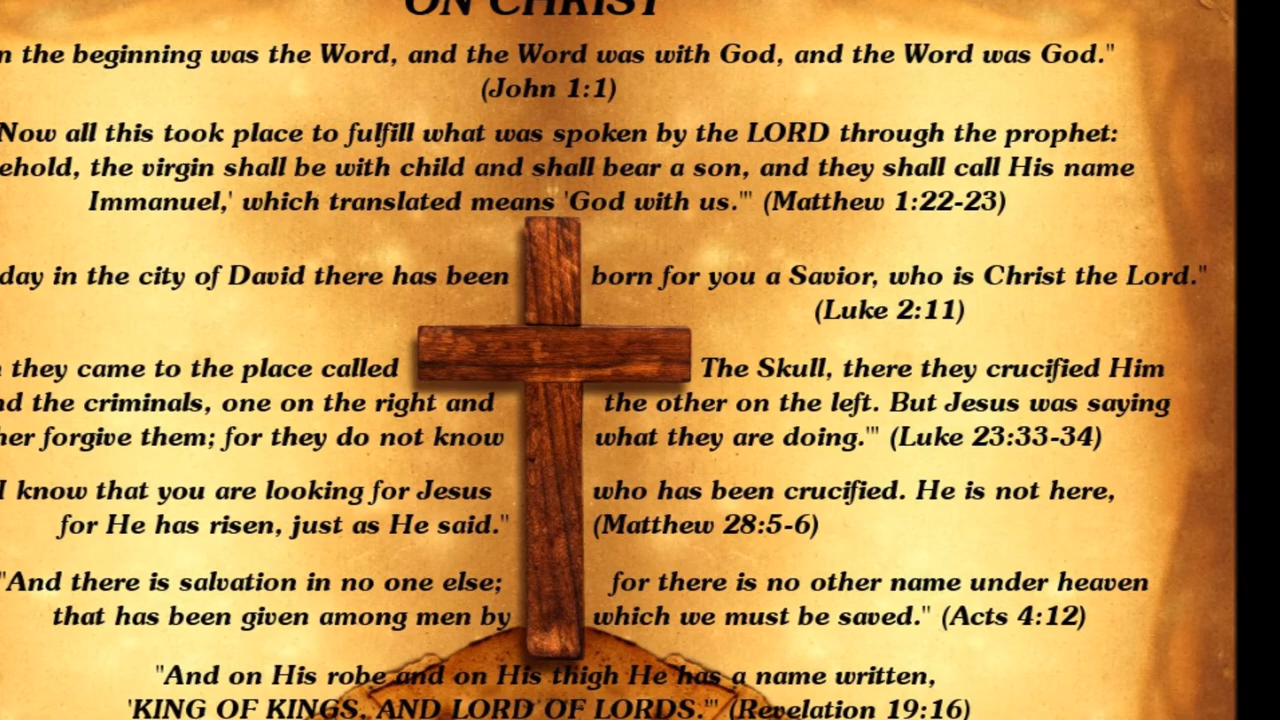 ON CHRIST
n the beginning was the Word, and the Word was with God, and the Word was God."
(John 1:1)
Now all this took place to fulfill what was spoken by the LORD through the prophet:
ehold, the virgin shall be with child and shall bear a son, and they shall call His name
Immanuel,' which translated means 'God with us.'" (Matthew 1:22-23)
day in the city of David there has been born for you a Savior, who is Christ the Lord."
(Luke 2:11)
they came to the place called The Skull, there they crucified Him
nd the criminals, one on the right and the other on the left. But Jesus was saying
her forgive them; for they do not know what they are doing.'" (Luke 23:33-34)
I know that you are looking for Jesus who has been crucified. He is not here,
for He has risen, just as He said." (Matthew 28:5-6)
"And there is salvation in no one else; for there is no other name under heaven
that has been given among men by which we must be saved." (Acts 4:12)
"And on His robe and on His thigh He has a name written,
'KING OF KINGS, AND LORD OF LORDS.'" (Revelation 19:16)